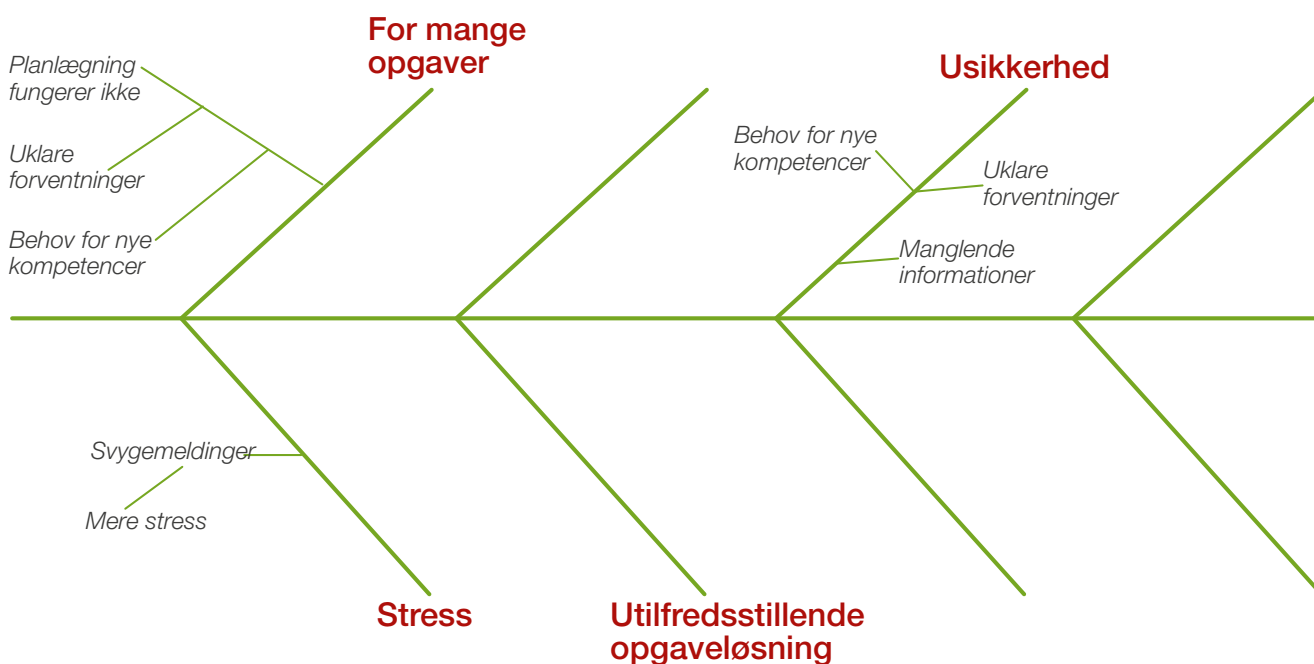 For mange
opgaver
Usikkerhed
Planlægning
fungerer ikke
Uklare
forventninger
Behov for nye
kompetencer
Behov for nye
kompetencer
Uklare
forventninger
Manglende
informationer
Svygemeldinger
Mere stress
Stress
Utilfredsstillende
opgaveløsning